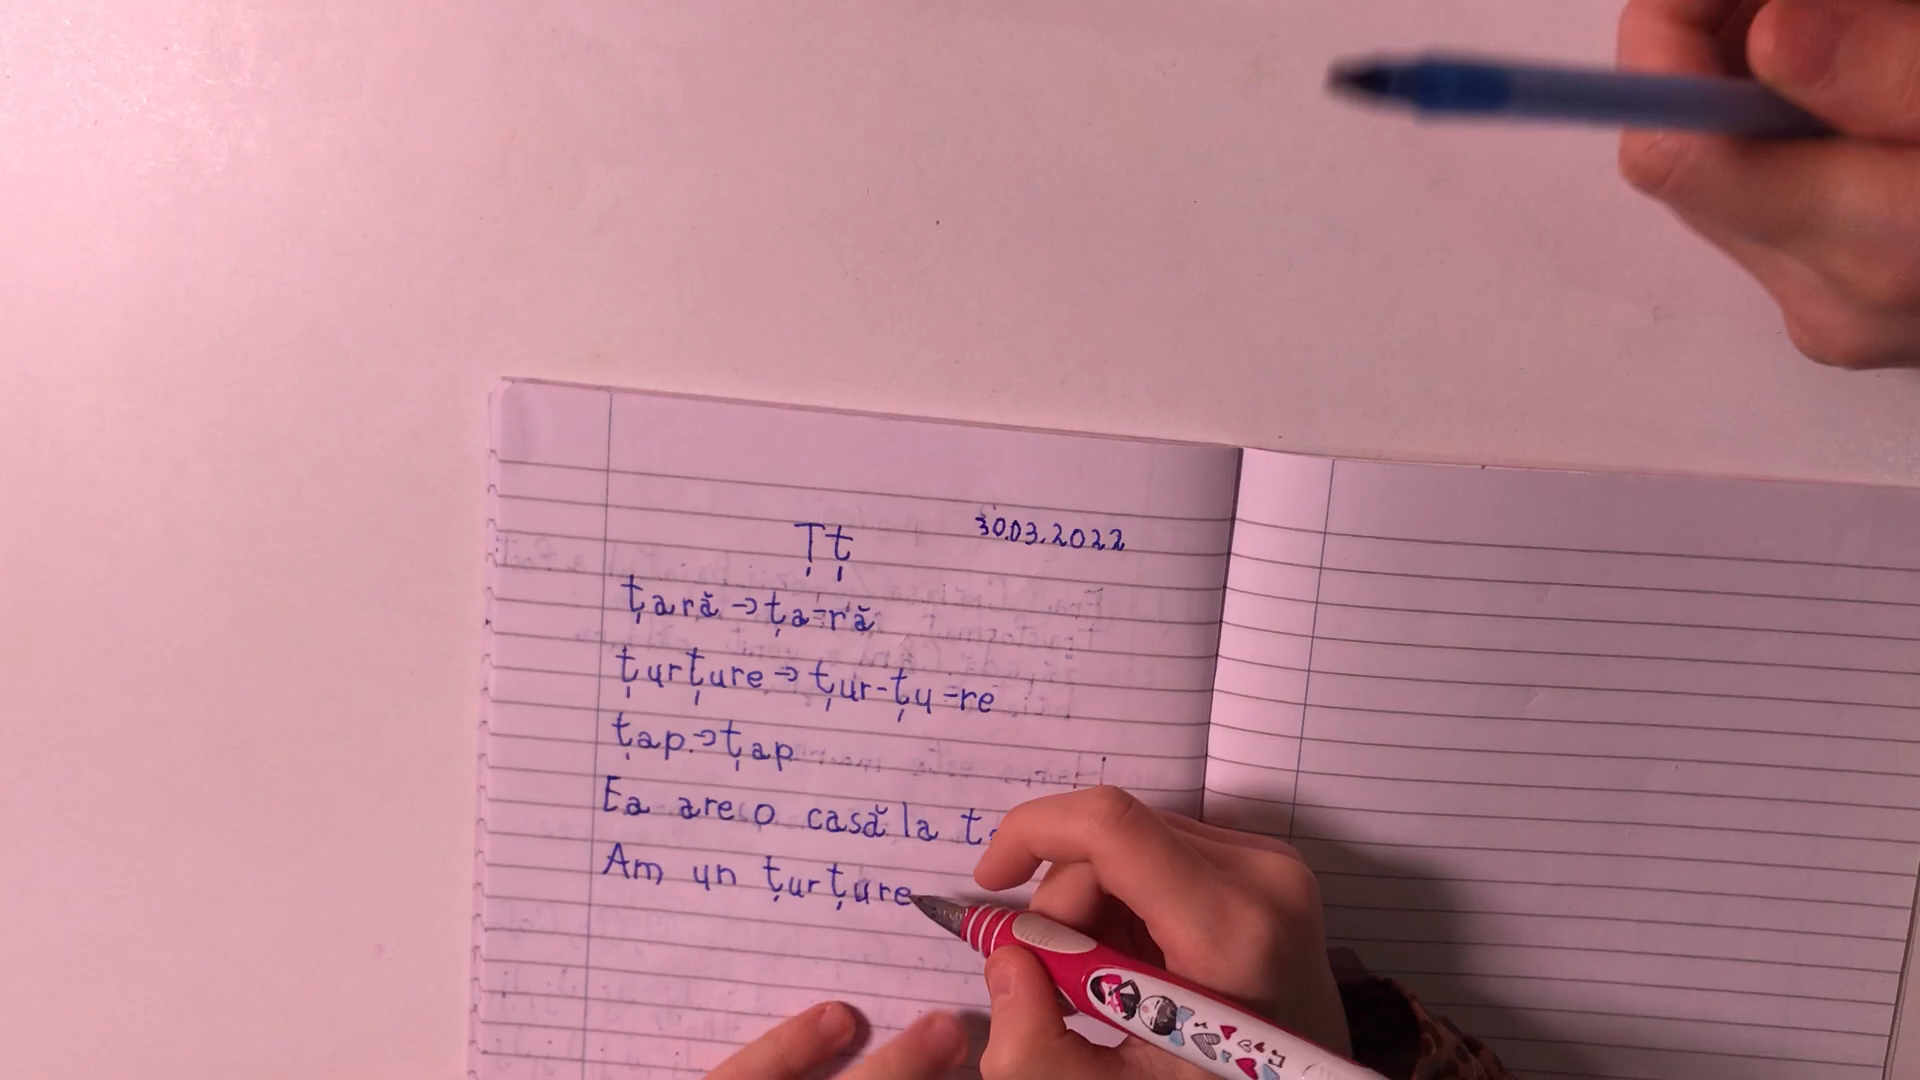 Țț 30.03.2022
țară → ța-ră
țurțure → țur-țu-re
țap → țap
Ea are o casă la
Am un țurțure